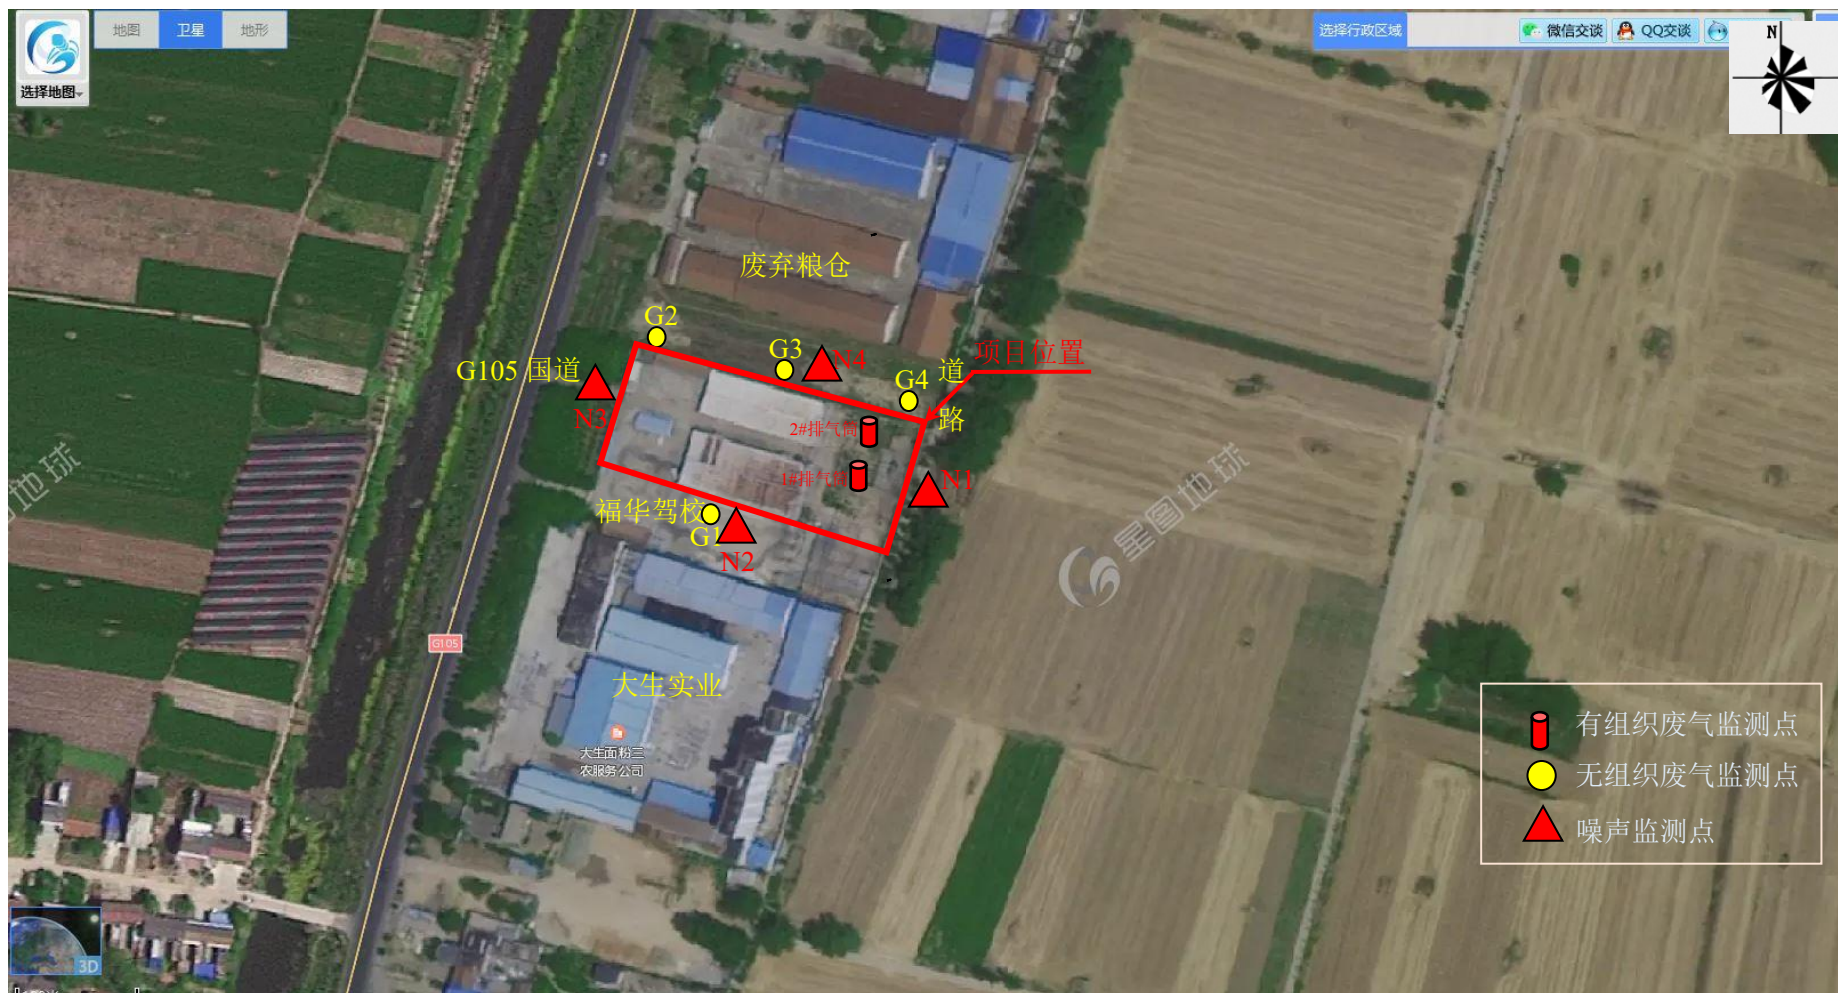 地图
卫星
地形
选择地图
选择行政区域
微信交谈
QQ交谈
N
废弃粮仓
G2
G3
N4
G4
道
路
项目位置
G105 国道
N3
2#排气筒
1#排气筒
N1
福华驾校
G1
N2
G105
大生实业
大生面粉三
农服务公司
星图地球
地球
有组织废气监测点
无组织废气监测点
噪声监测点
3D